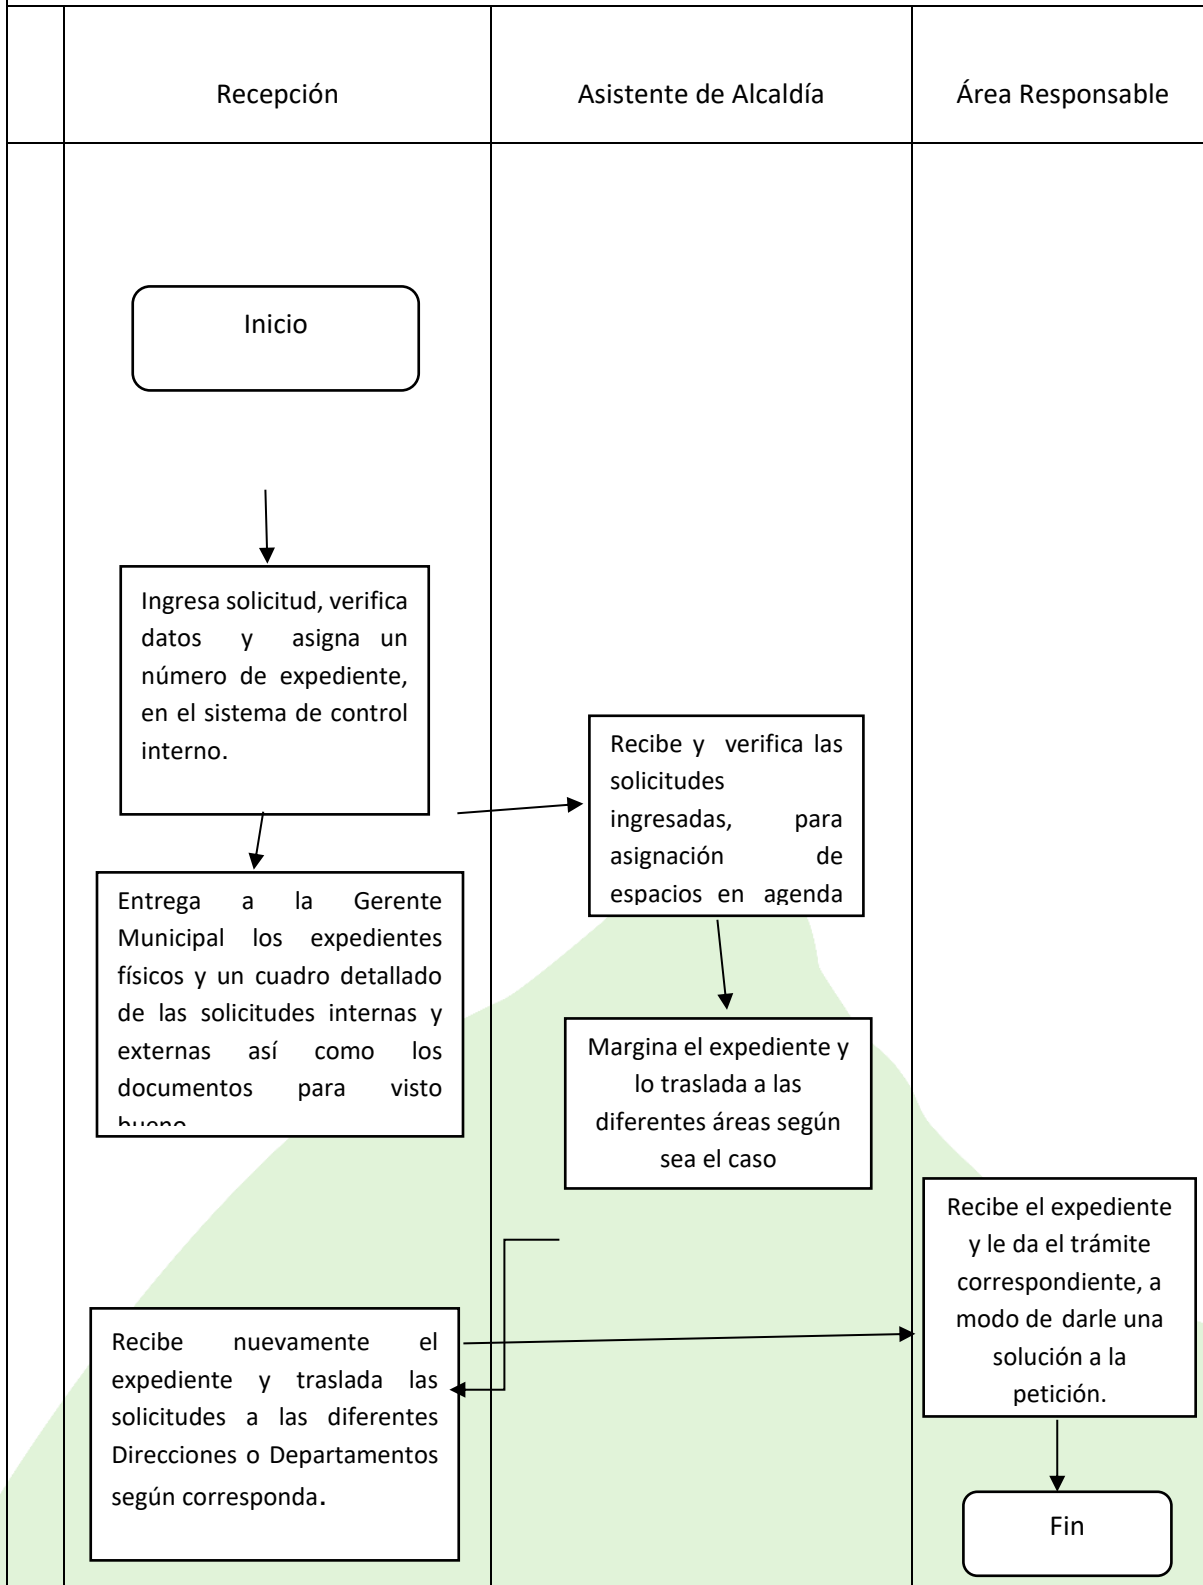 Recepción
Asistente de Alcaldía
Área Responsable
Inicio
Ingresa solicitud, verifica
datos y asigna un
número de expediente,
en el sistema de control
interno.
Recibe y verifica las
solicitudes
ingresadas, para
asignación de
espacios en agenda
Entrega a la Gerente
Municipal los expedientes
físicos y un cuadro detallado
de las solicitudes internas y
externas así como los
documentos para visto
bueno
Margina el expediente y
lo traslada a las
diferentes áreas según
sea el caso
Recibe nuevamente el
expediente y traslada las
solicitudes a las diferentes
Direcciones o Departamentos
según corresponda.
Recibe el expediente
y le da el trámite
correspondiente, a
modo de darle una
solución a la
petición.
Fin